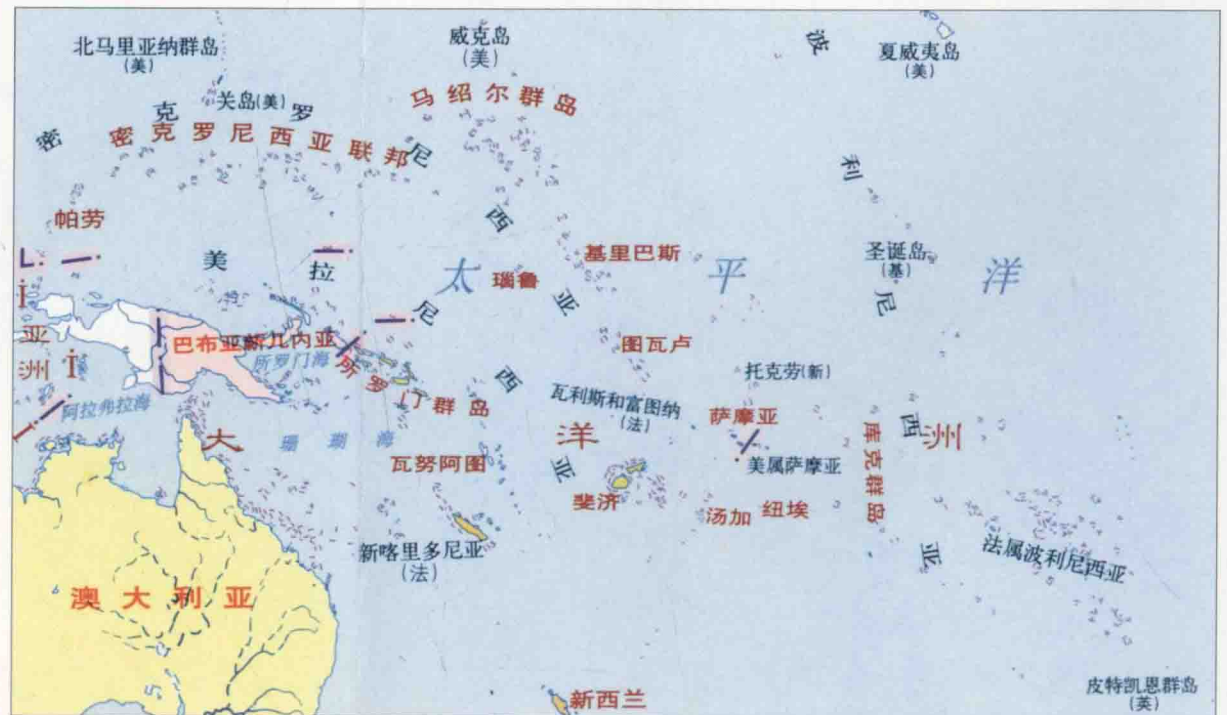 北马里亚纳群岛
(美)
威克岛
(美)
夏威夷岛
(美)
关岛(美)
马绍尔群岛
密克罗尼西亚
密克罗尼西亚联邦
波利尼西亚
帕劳
美拉尼西亚
基里巴斯
瑙鲁
圣诞岛
(基)
太平洋
亚洲
巴布亚新几内亚
所罗门海
所罗门群岛
图瓦卢
托克劳(新)
阿拉弗拉海
瓦利斯和富图纳
(法)
萨摩亚
大洋洲
珊瑚海
美属萨摩亚
库克群岛
瓦努阿图
斐济
汤加
纽埃
新喀里多尼亚
(法)
法属波利尼西亚
澳大利亚
新西兰
皮特凯恩群岛
(英)